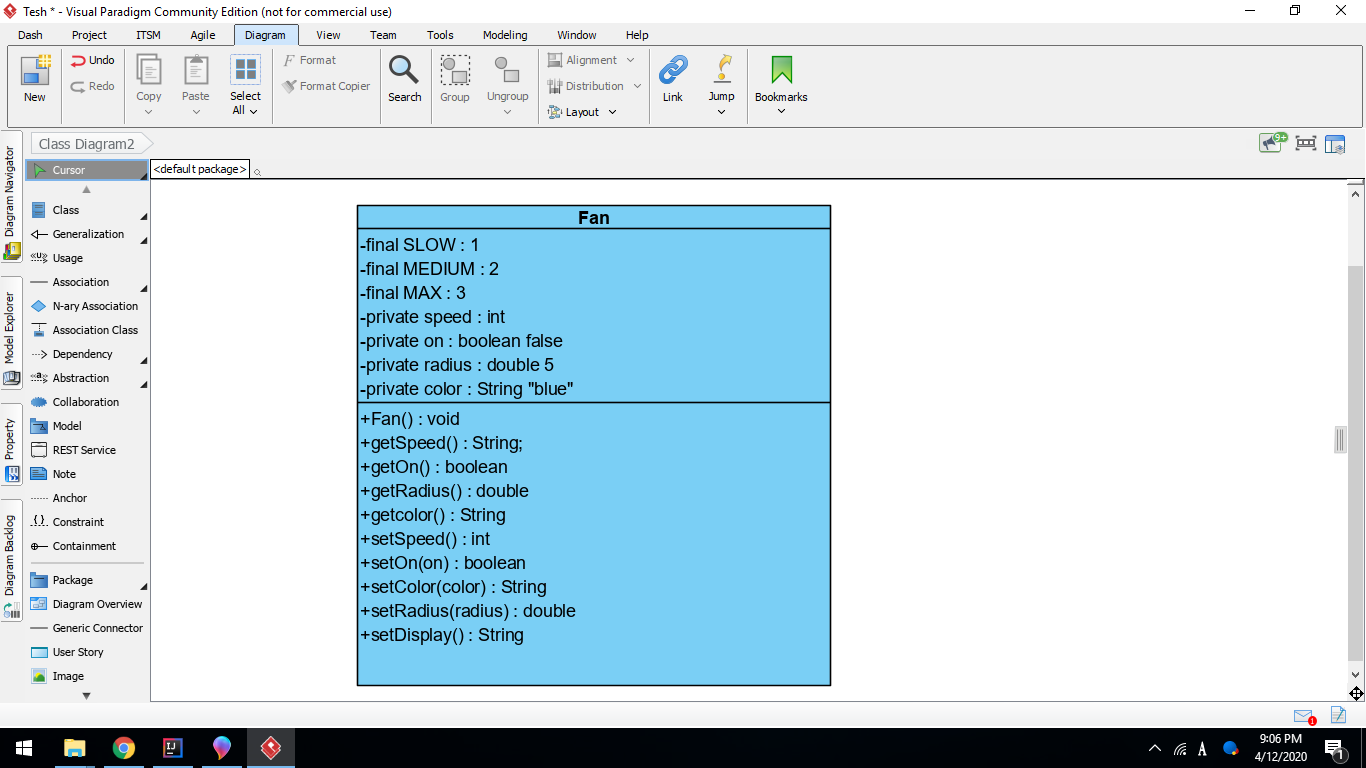 Tesh * - Visual Paradigm Community Edition (not for commercial use)
Dash Project ITSM Agile Diagram View Team Tools Modeling Window Help
New
Undo
Redo
Copy
Paste
Select
All
Format
Format Copier
Search
Group
Ungroup
Alignment
Distribution
Layout
Link
Jump
Bookmarks
Class Diagram2
9+
Diagram Navigator
Model Explorer
Property
Diagram Backlog
Cursor
Class
Generalization
«U» Usage
Association
N-ary Association
Association Class
Dependency
«a» Abstraction
Collaboration
Model
REST Service
Note
Anchor
{} Constraint
Containment
Package
Diagram Overview
Generic Connector
User Story
Image
<default package>
Fan
-final SLOW : 1
-final MEDIUM : 2
-final MAX : 3
-private speed : int
-private on : boolean false
-private radius : double 5
-private color : String "blue"
+Fan() : void
+getSpeed() : String;
+getOn() : boolean
+getRadius() : double
+getcolor() : String
+setSpeed() : int
+setOn(on) : boolean
+setColor(color) : String
+setRadius(radius) : double
+setDisplay() : String
1
IJ
A
9:06 PM
4/12/2020
1